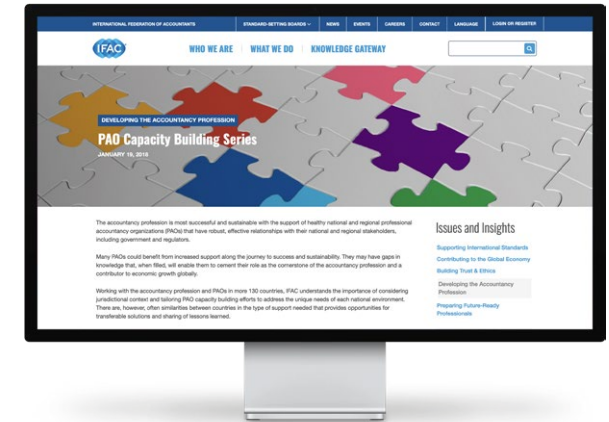 INTERNATIONAL FEDERATION OF ACCOUNTANTS
STANDARD-SETTING BOARDS
NEWS
EVENTS
CAREERS
CONTACT
LANGUAGE
LOGIN OR REGISTER
IFAC
WHO WE ARE
WHAT WE DO
KNOWLEDGE GATEWAY
DEVELOPING THE ACCOUNTANCY PROFESSION
PAO Capacity Building Series
JANUARY 16, 2018
The accountancy profession is most successful and sustainable with the support of healthy national and regional professional
accountancy organizations (PAOs) that have robust, effective relationships with their national and regional stakeholders,
including government and regulators.
Many PAOs could benefit from increased support along the journey to success and sustainability. They may have gaps in
knowledge that, when filled, will enable them to cement their role as the cornerstone of the accountancy profession and a
contributor to economic growth globally.
Working with the accountancy profession and PAOs in more 130 countries, IFAC understands the importance of considering
jurisdictional context and tailoring PAO capacity building efforts to address the unique needs of each national environment.
There are, however, often similarities between countries in the type of support needed that provides opportunities for
transferable solutions and sharing of lessons learned.
Issues and Insights
Supporting International Standards
Contributing to the Global Economy
Building Trust & Ethics
Developing the Accountancy
Profession
Preparing Future-Ready
Professionals